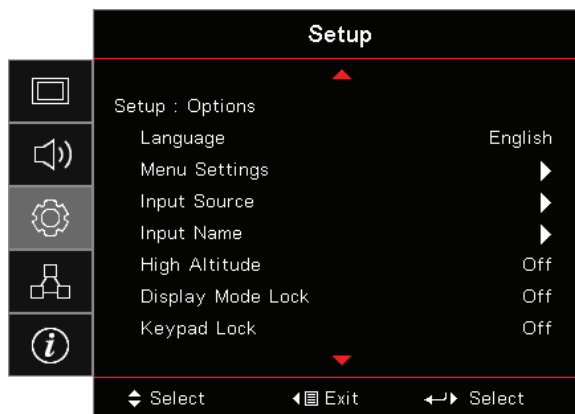 Setup
Setup : Options
Language English
Menu Settings
Input Source
Input Name
High Altitude Off
Display Mode Lock Off
Keypad Lock Off
Select Exit Select